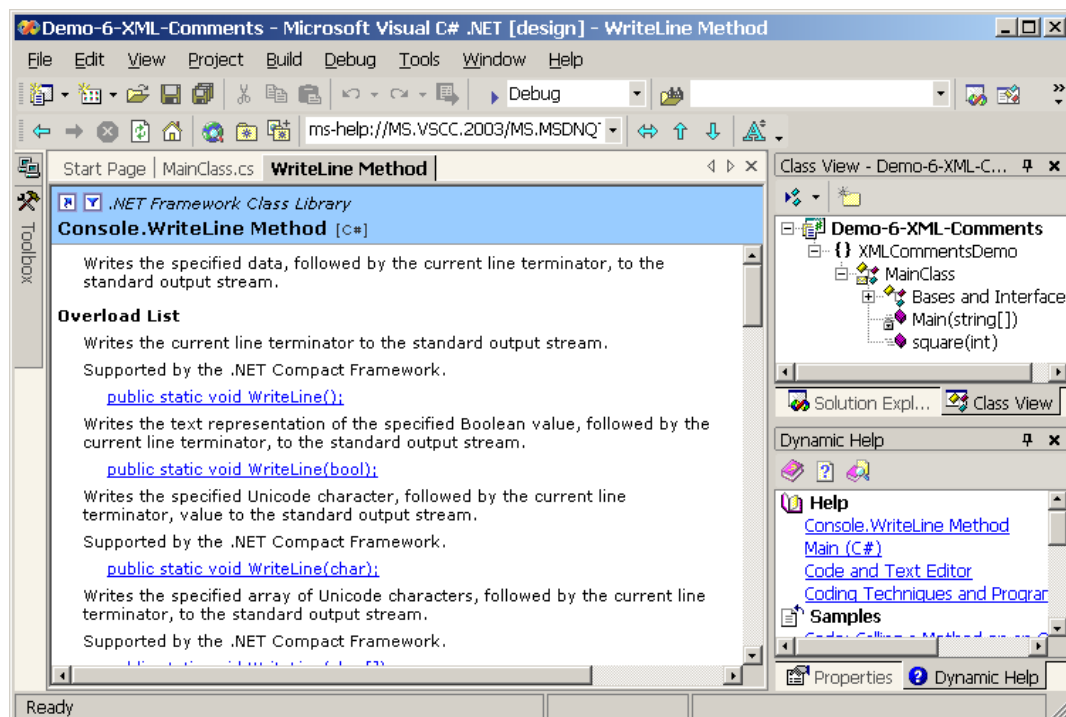 Demo-6-XML-Comments - Microsoft Visual C# .NET [design] - WriteLine Method
File Edit View Project Build Debug Tools Window Help
Debug
ms-help://MS.VSCC.2003/MS.MSDNQ
Toolbox
Start Page | MainClass.cs WriteLine Method
.NET Framework Class Library
Console.WriteLine Method [C#]
Writes the specified data, followed by the current line terminator, to the
standard output stream.
Overload List
Writes the current line terminator to the standard output stream.
Supported by the .NET Compact Framework.
public static void WriteLine();
Writes the text representation of the specified Boolean value, followed by the
current line terminator, to the standard output stream.
public static void WriteLine(bool);
Writes the specified Unicode character, followed by the current line
terminator, value to the standard output stream.
Supported by the .NET Compact Framework.
public static void WriteLine(char);
Writes the specified array of Unicode characters, followed by the current line
terminator, to the standard output stream.
Supported by the .NET Compact Framework.
Class View - Demo-6-XML-C...
Demo-6-XML-Comments
{} XMLCommentsDemo
MainClass
Bases and Interface
Main(string[])
square(int)
Solution Expl... Class View
Dynamic Help
Help
Console.WriteLine Method
Main (C#)
Code and Text Editor
Coding Techniques and Prograr
Samples
Properties Dynamic Help
Ready